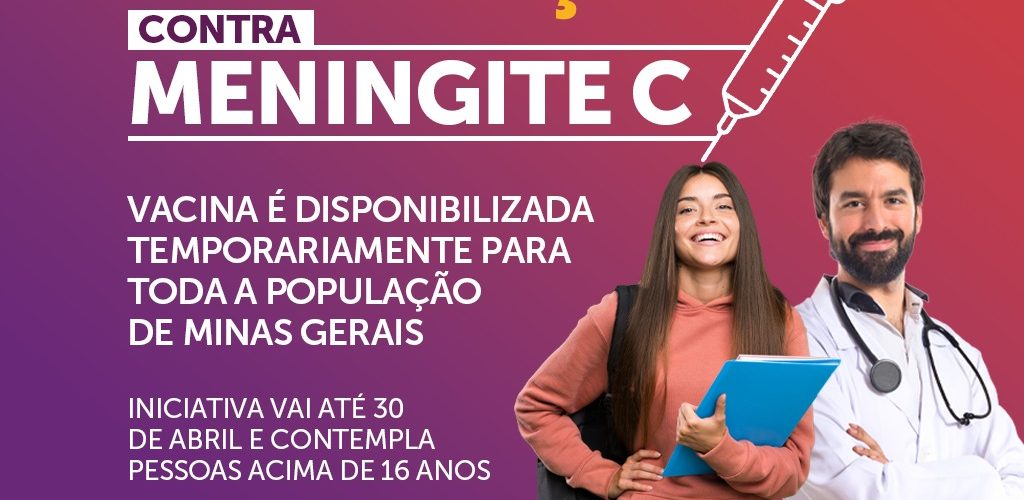 CONTRA
MENINGITE C
VACINA É DISPONIBILIZADA
TEMPORARIAMENTE PARA
TODA A POPULAÇÃO
DE MINAS GERAIS
INICIATIVA VAI ATÉ 30
DE ABRIL E CONTEMPLA
PESSOAS ACIMA DE 16 ANOS